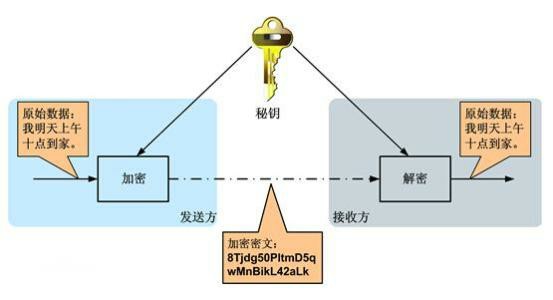 秘钥
原始数据：
我明天上午
十点到家。
加密
发送方
加密密文：
8Tjdg50PltmD5q
wMnBikL42aLk
解密
接收方
原始数据：
我明天上午
十点到家。